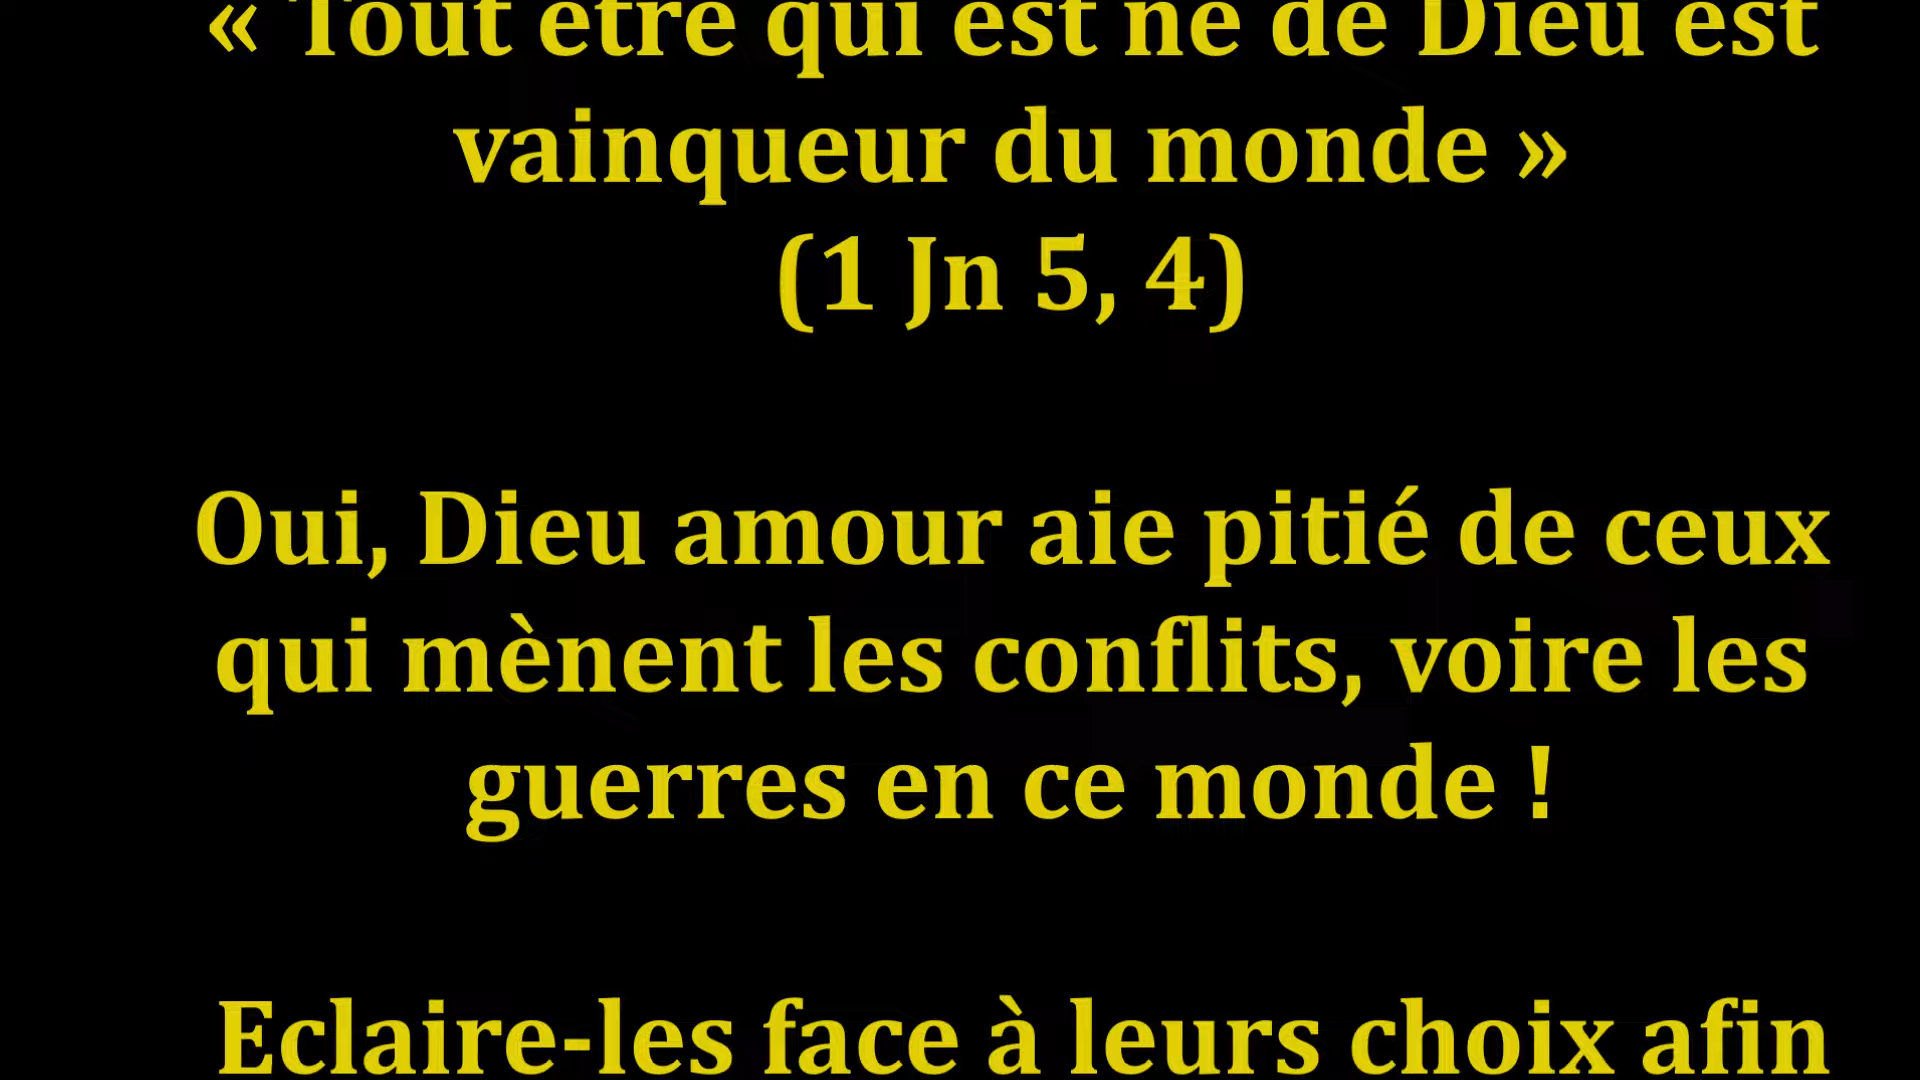 « Tout être qui est né de Dieu est
vainqueur du monde »
(1 Jn 5, 4)
Oui, Dieu amour aie pitié de ceux
qui mènent les conflits, voire les
guerres en ce monde !
Eclaire-les face à leurs choix afin